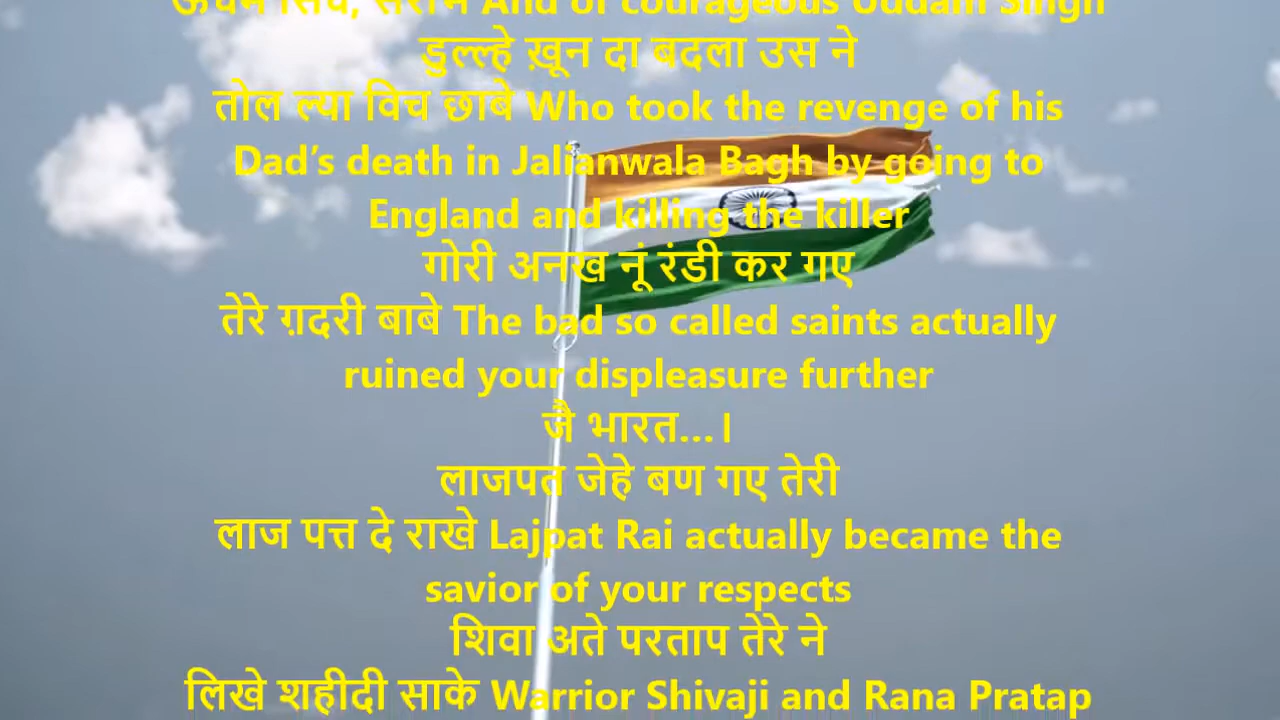 ऊधम सिंघ, सराभे And of courageous Uddam Singh
डुल्ल्हे ख़ून दा बदला उस ने
तोल ल्या विच छाबे Who took the revenge of his
Dad’s death in Jalianwala Bagh by going to
England and killing the killer
गोरी अनख नूं रंडी कर गए
तेरे ग़दरी बाबे The bad so called saints actually
ruined your displeasure further
जै भारत...।
लाजपत जेहे बण गए तेरी
लाज पत्त दे राखे Lajpat Rai actually became the
savior of your respects
शिवा अते परताप तेरे ने
लिखे शहीदी साके Warrior Shivaji and Rana Pratap